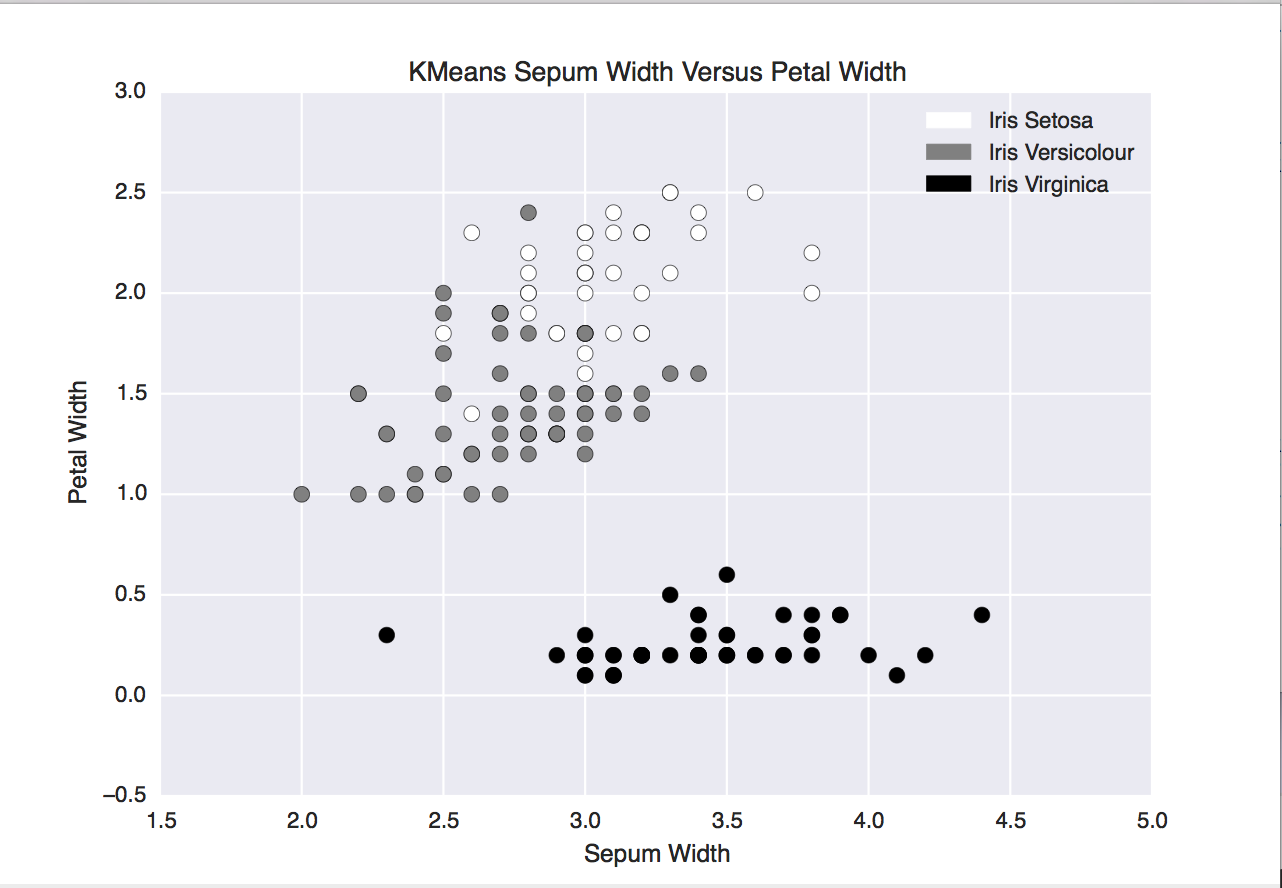 KMeans Sepum Width Versus Petal Width
3.0
2.5
2.0
1.5
1.0
0.5
0.0
−0.5
Petal Width
Iris Setosa
Iris Versicolour
Iris Virginica
1.5 2.0 2.5 3.0 3.5 4.0 4.5 5.0
Sepum Width